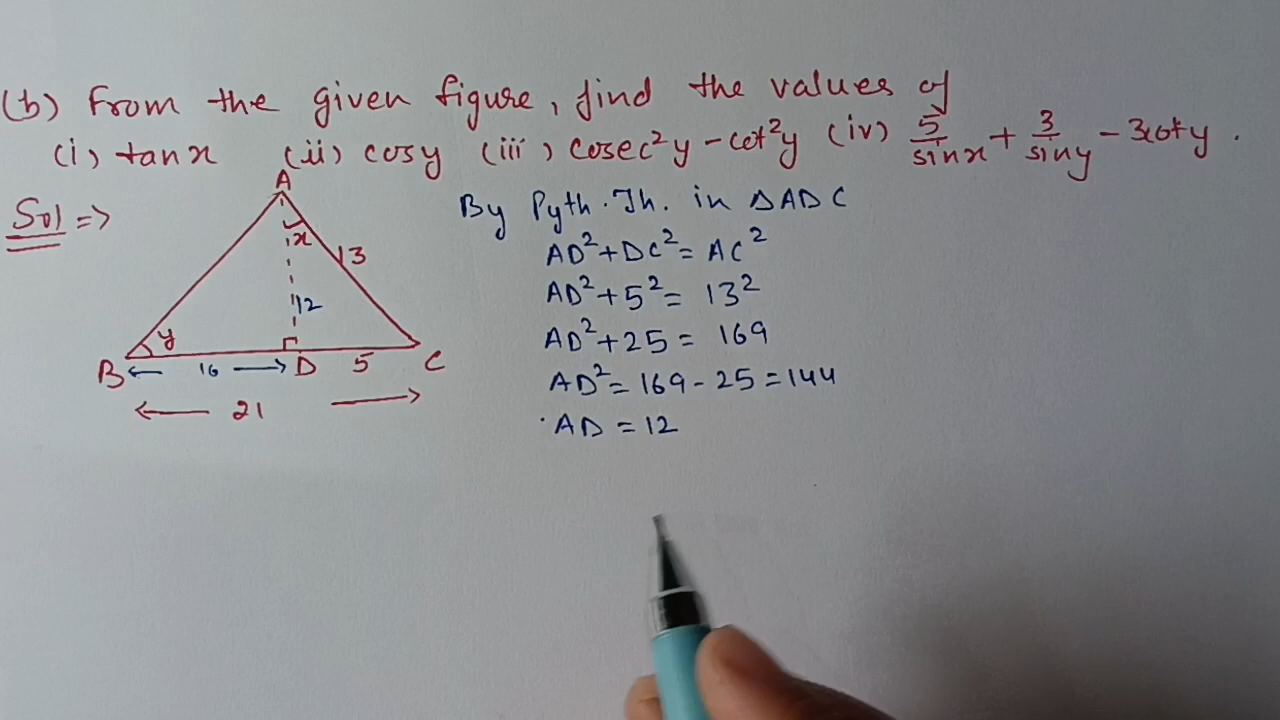 (b) From the given figure, find the values of
(i) tan x (ii) cos y (iii) cosec²y - cot²y (iv) 5/sin x + 3/sin y - 3cot y.
Sol ⇒
By Pyth. Th. in ΔADC
AD² + DC² = AC²
AD² + 5² = 13²
AD² + 25 = 169
AD² = 169 - 25 = 144
AD = 12
A
x
13
12
y
B ← 16 → D 5 C
← 21 →